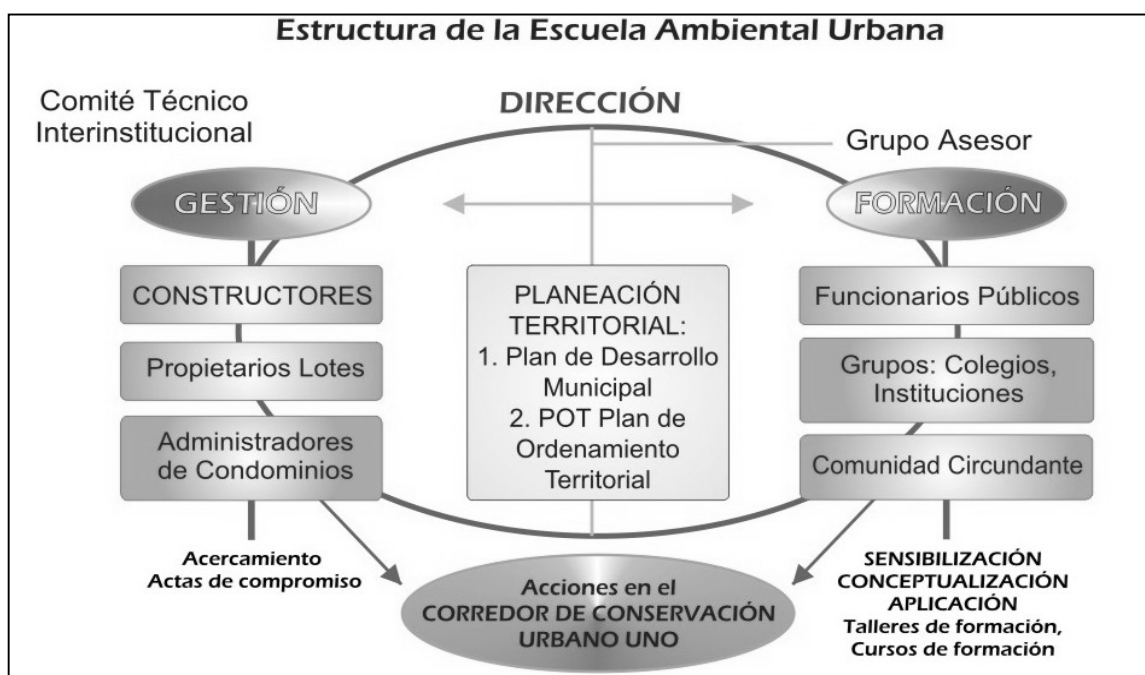 Estructura de la Escuela Ambiental Urbana
Comité Técnico
Interinstitucional
DIRECCIÓN
Grupo Asesor
GESTIÓN
FORMACIÓN
CONSTRUCTORES
Propietarios Lotes
Administradores
de Condominios
PLANEACIÓN
TERRITORIAL:
1. Plan de Desarrollo
Municipal
2. POT Plan de
Ordenamiento
Territorial
Funcionarios Públicos
Grupos: Colegios,
Instituciones
Comunidad Circundante
Acercamiento
Actas de compromiso
Acciones en el
CORREDOR DE CONSERVACIÓN
URBANO UNO
SENSIBILIZACIÓN
CONCEPTUALIZACIÓN
APLICACIÓN
Talleres de formación,
Cursos de formación